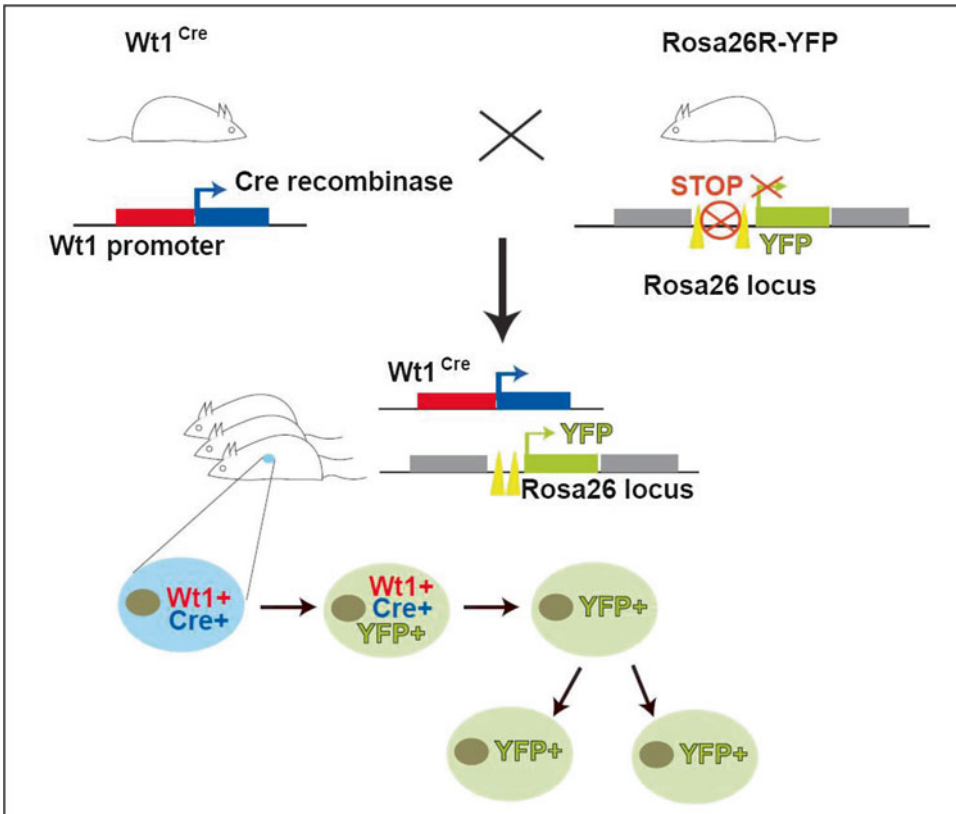 Wt1 Cre
Rosa26R-YFP
Cre recombinase
STOP
Wt1 promoter
YFP
Rosa26 locus
Wt1 Cre
YFP
Rosa26 locus
Wt1+
Cre+
Wt1+
Cre+
YFP+
YFP+
YFP+
YFP+